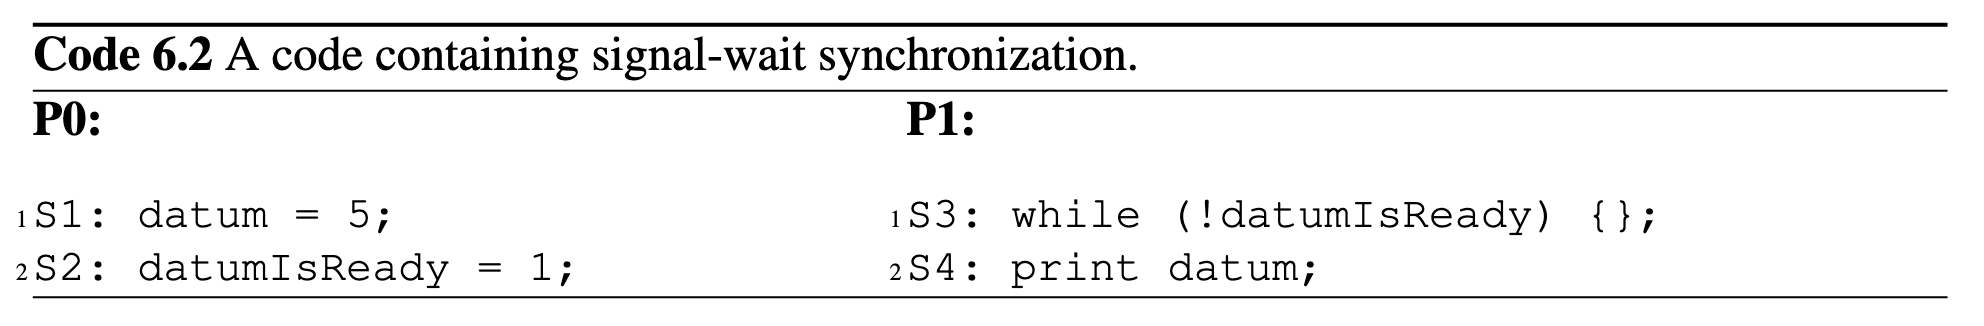 Code 6.2 A code containing signal-wait synchronization.
P0: P1:
1 S1: datum = 5; 1 S3: while (!datumIsReady) {};
2 S2: datumIsReady = 1; 2 S4: print datum;